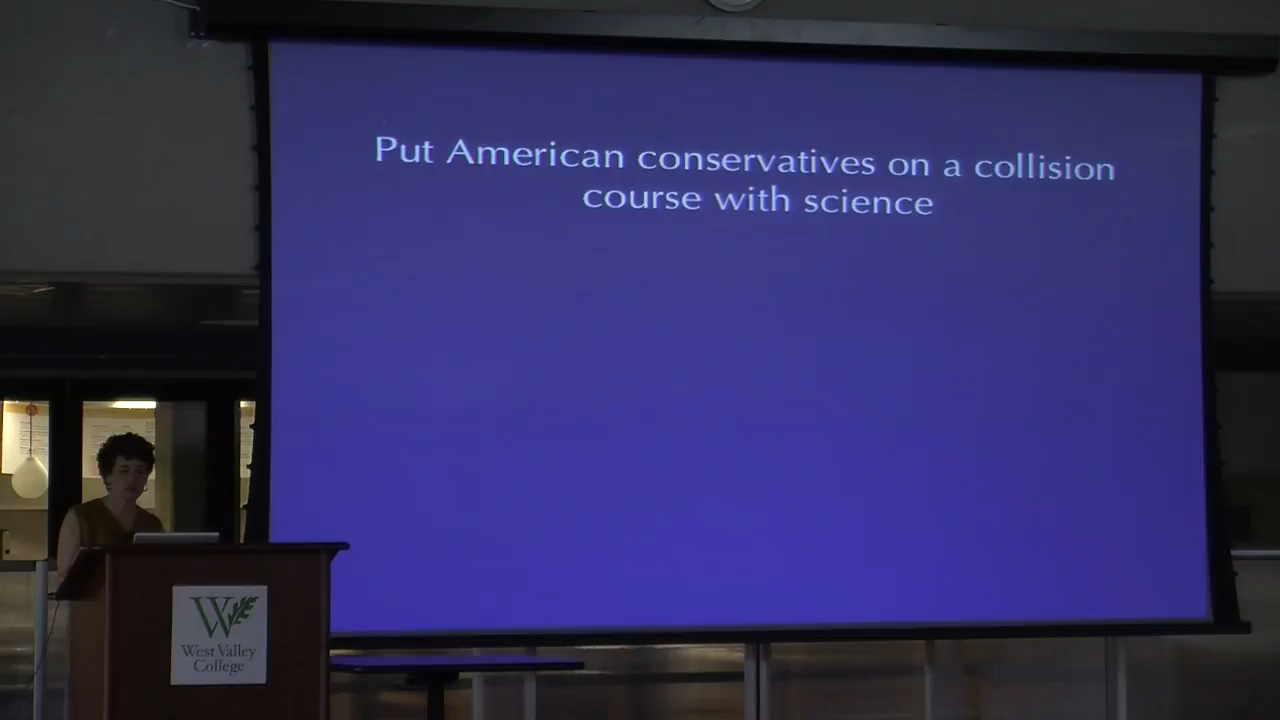 Put American conservatives on a collision
course with science
W
West Valley
College